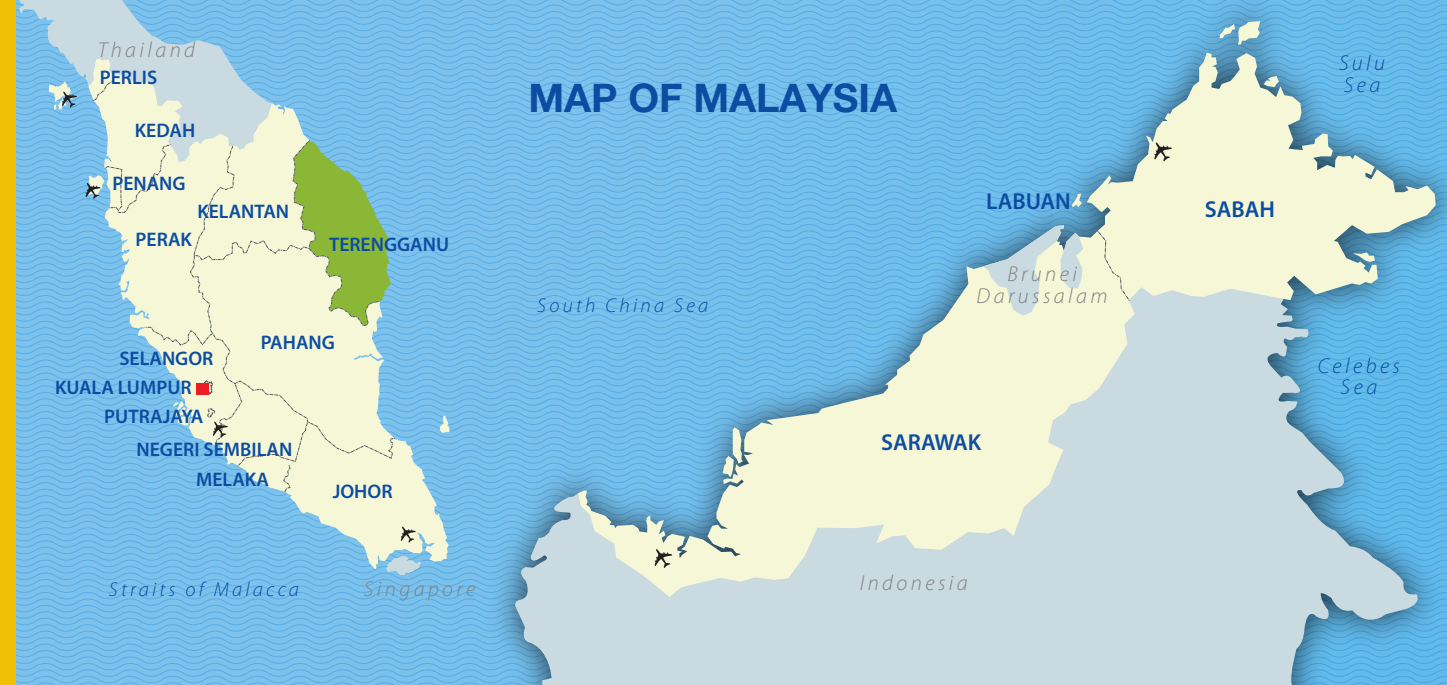 MAP OF MALAYSIA
Thailand
PERLIS
KEDAH
PENANG
KELANTAN
PERAK
TERENGGANU
PAHANG
SELANGOR
KUALA LUMPUR
PUTRAJAYA
NEGERI SEMBILAN
MELAKA
JOHOR
Straits of Malacca
Singapore
South China Sea
Sulu
Sea
LABUAN
SABAH
Brunei
Darussalam
Celebes
Sea
SARAWAK
Indonesia